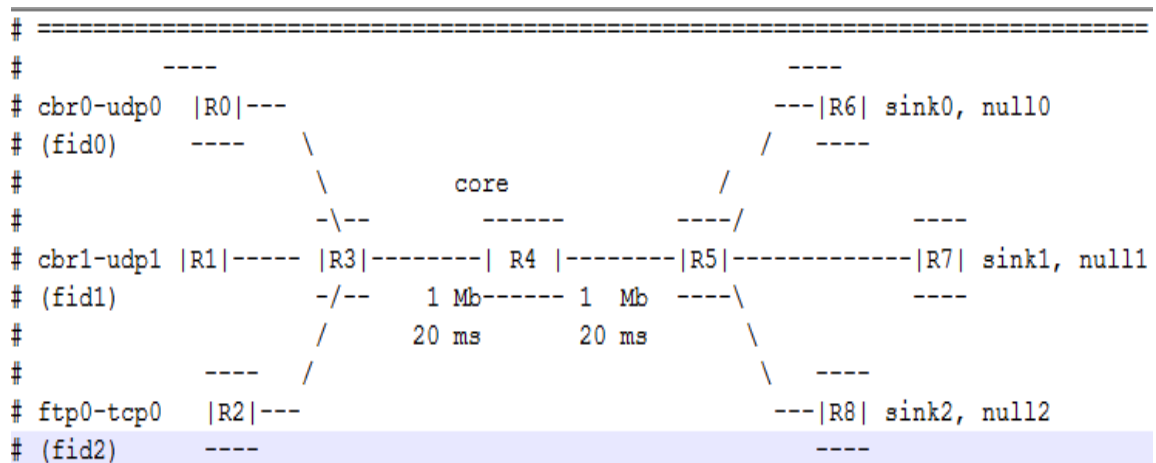 # ===============================================================================
#          ----                                         ----
# cbr0-udp0  |R0|---                                   ---|R6| sink0, null0
# (fid0)     ----   \                                 /   ----
#                    \        core                   /
#                    -\--       ------      ----/            ----
# cbr1-udp1 |R1|----- |R3|--------| R4 |--------|R5|-------------|R7| sink1, null1
# (fid1)             -/--    1 Mb------ 1  Mb  ----\            ----
#                    /      20 ms       20 ms        \
#            ----   /                                 \   ----
# ftp0-tcp0   |R2|---                                  ---|R8| sink2, null2
# (fid2)     ----                                         ----